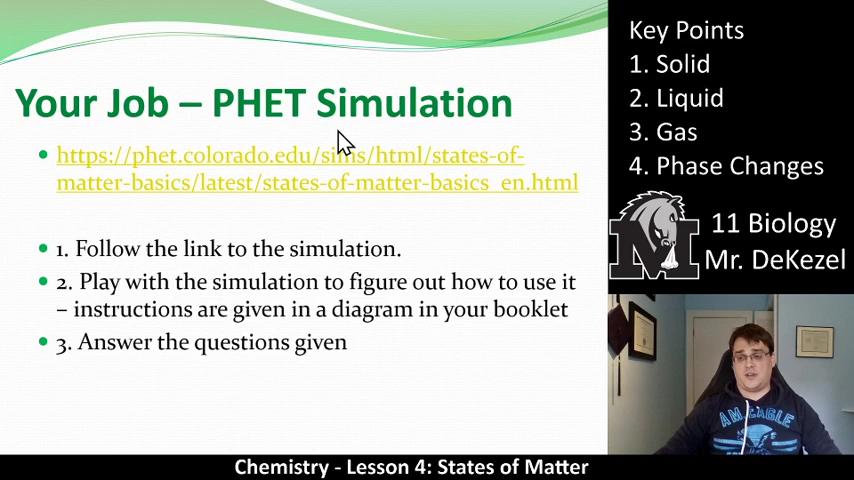 Your Job – PHET Simulation
https://phet.colorado.edu/sims/html/states-of-
matter-basics/latest/states-of-matter-basics_en.html
1. Follow the link to the simulation.
2. Play with the simulation to figure out how to use it
– instructions are given in a diagram in your booklet
3. Answer the questions given
Key Points
1. Solid
2. Liquid
3. Gas
4. Phase Changes
M
11 Biology
Mr. DeKezel
AM. EAGLE
Chemistry - Lesson 4: States of Matter